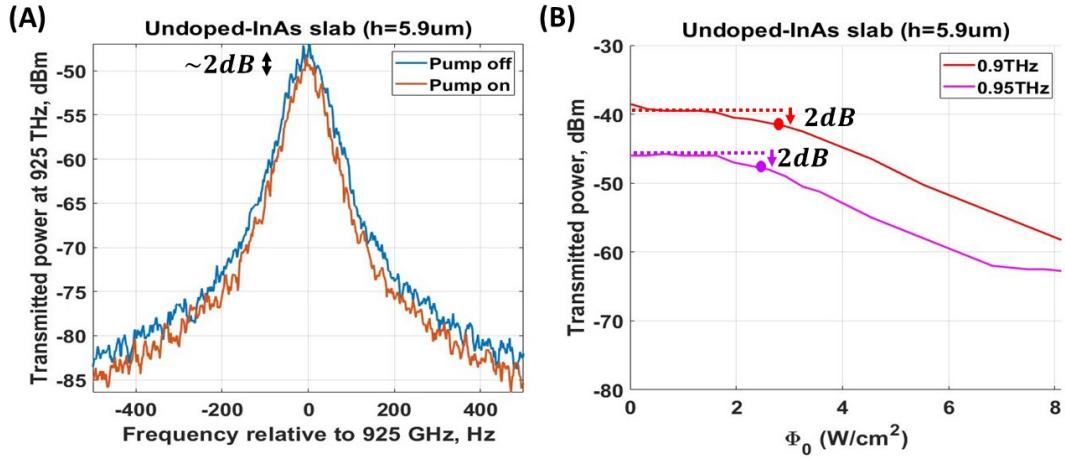 (A)
Undoped-InAs slab (h=5.9um)
~2dB
Pump off
Pump on
Transmitted power at 925 THz, dBm
-50
-55
-60
-65
-70
-75
-80
-85
-400 -200 0 200 400
Frequency relative to 925 GHz, Hz
(B)
Undoped-InAs slab (h=5.9um)
0.9THz
0.95THz
2dB
2dB
Transmitted power, dBm
-30
-40
-50
-60
-70
-80
0 2 4 6 8
Φ0 (W/cm²)